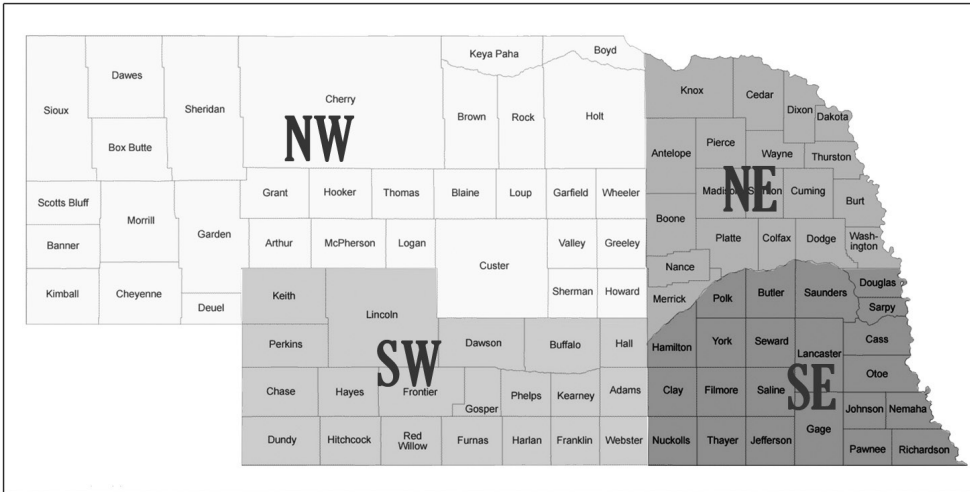 Boyd
Keya Paha
Dawes
Knox
Cedar
Cherry
Dixon
Sioux
Sheridan
Dakota
Brown
Rock
Holt
NW
Pierce
Box Butte
Antelope
Wayne
Thurston
Grant
Hooker
Thomas
Blaine
Loup
Garfield
Wheeler
Madison
Stanton
Cuming
NE
Scotts Bluff
Burt
Morrill
Boone
Garden
Platte
Colfax
Dodge
Wash-
ington
Banner
Arthur
McPherson
Logan
Valley
Greeley
Custer
Nance
Kimball
Cheyenne
Keith
Sherman
Howard
Merrick
Polk
Butler
Saunders
Douglas
Deuel
Sarpy
Lincoln
Perkins
Dawson
Buffalo
Hall
Hamilton
York
Seward
Cass
Lancaster
SW
Otoe
Chase
Hayes
Frontier
Phelps
Kearney
Adams
Clay
Filmore
Saline
SE
Gosper
Johnson
Nemaha
Gage
Dundy
Hitchcock
Red
Willow
Furnas
Harlan
Franklin
Webster
Nuckolls
Thayer
Jefferson
Pawnee
Richardson